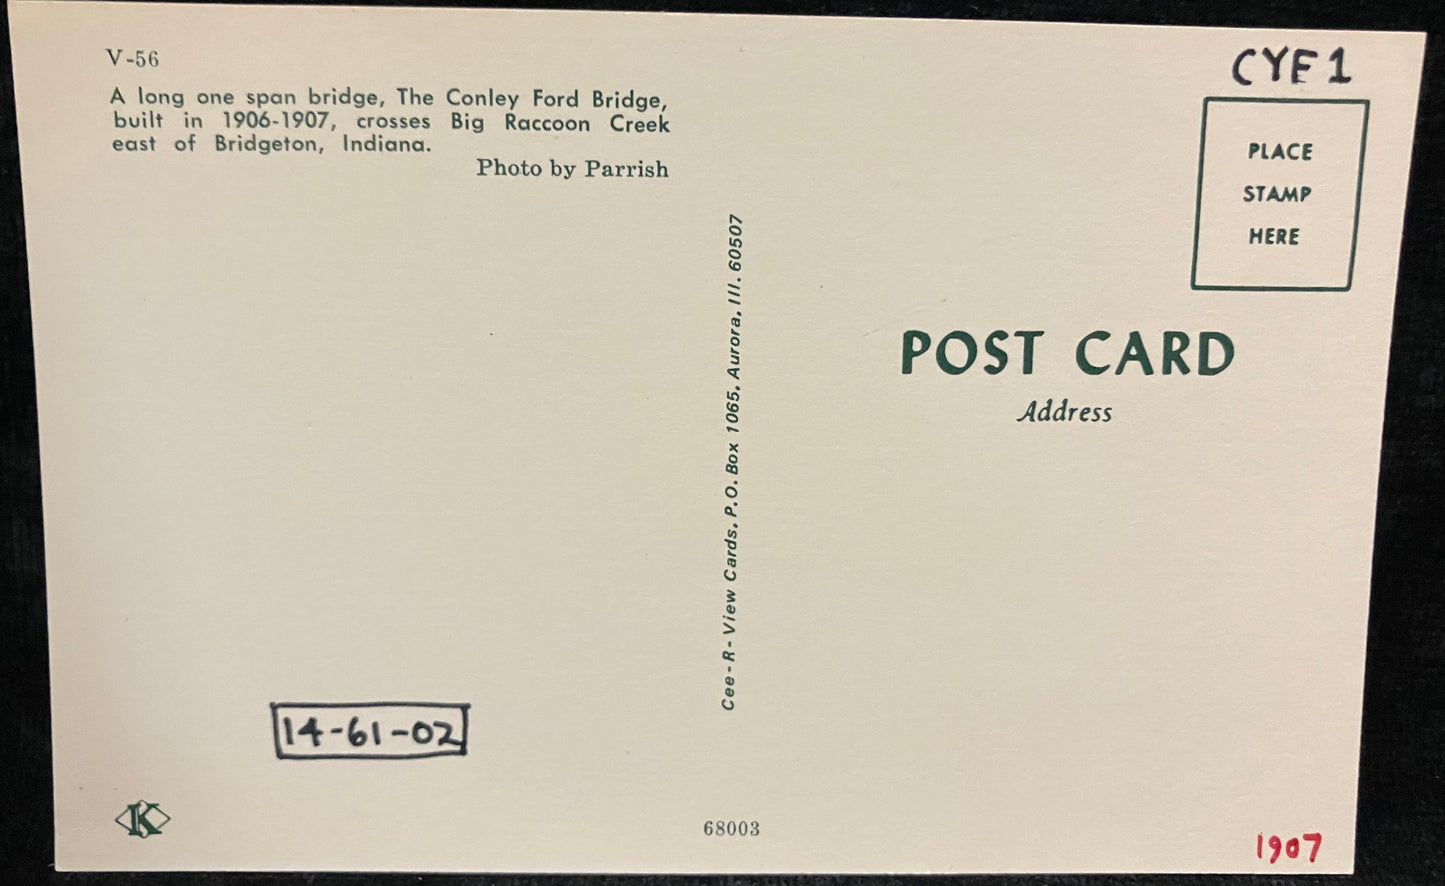 V-56
A long one span bridge, The Conley Ford Bridge,
built in 1906-1907, crosses Big Raccoon Creek
east of Bridgeton, Indiana.
Photo by Parrish
14-61-02
K
Cee-R-View Cards, P.O. Box 1065, Aurora, Ill. 60507
68003
CYF1
PLACE
STAMP
HERE
POST CARD
Address
1907